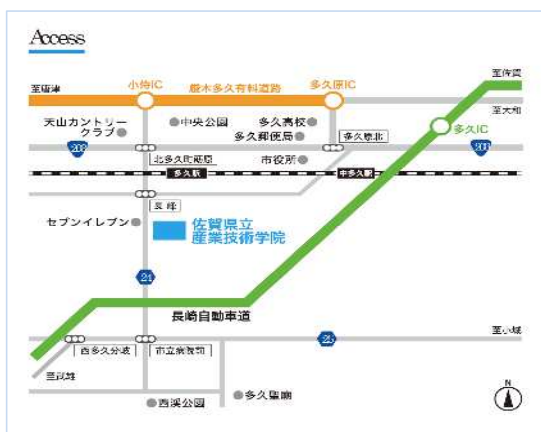 Access
至佐賀
小侍IC
厳木多久有料道路
多久原IC
至唐津
至大和
天山カントリー
クラブ
中央公園
多久高校
多久郵便局
多久原北
多久IC
203
203
北多久町砂原
市役所
多久駅
中多久駅
セブンイレブン
佐賀県立
産業技術学院
24
長崎自動車道
25
至小城
西多久分岐
市立病院前
至武雄
西渓公園
多久聖廟
N